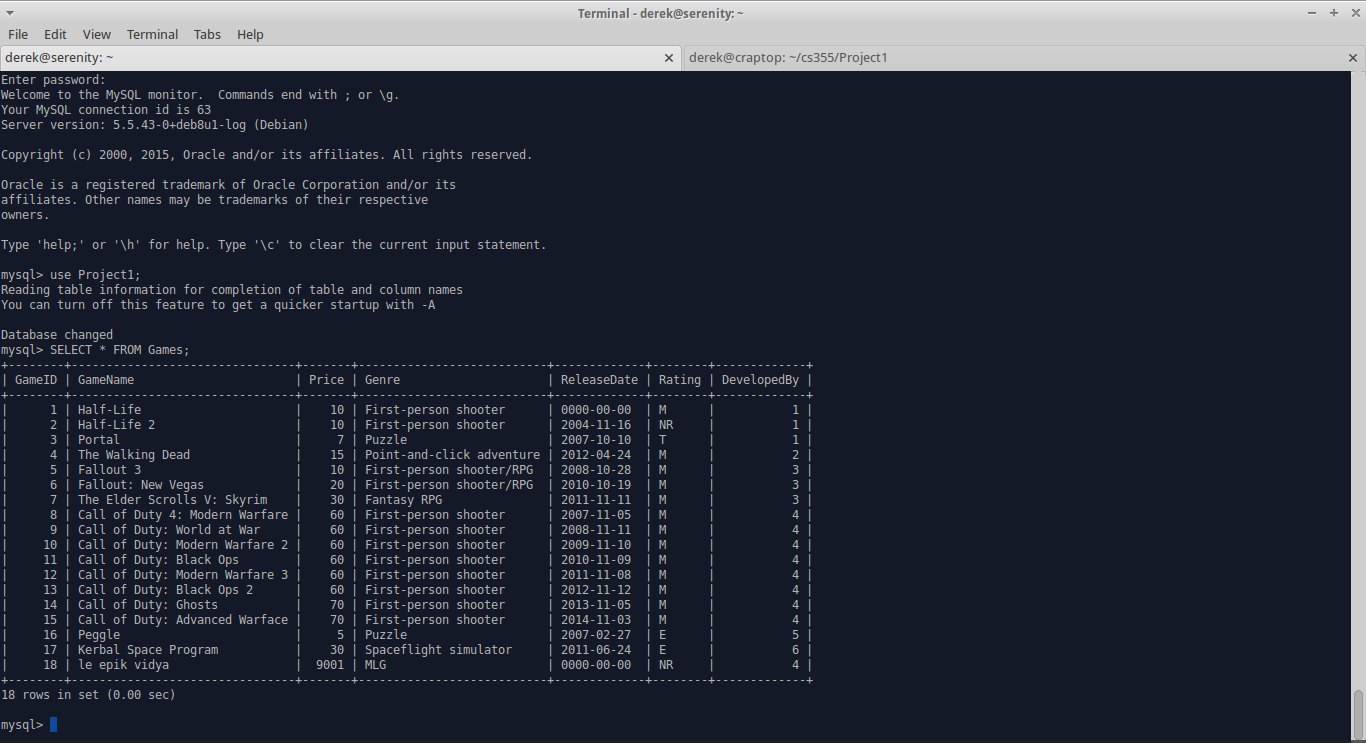 Terminal - derek@serenity: ~
File Edit View Terminal Tabs Help
derek@serenity: ~ derek@craptop: ~/cs355/Project1
Enter password:
Welcome to the MySQL monitor.  Commands end with ; or \g.
Your MySQL connection id is 63
Server version: 5.5.43-0+deb8u1-log (Debian)

Copyright (c) 2000, 2015, Oracle and/or its affiliates. All rights reserved.

Oracle is a registered trademark of Oracle Corporation and/or its
affiliates. Other names may be trademarks of their respective
owners.

Type 'help;' or '\h' for help. Type '\c' to clear the current input statement.

mysql> use Project1;
Reading table information for completion of table and column names
You can turn off this feature to get a quicker startup with -A

Database changed
mysql> SELECT * FROM Games;
+--------+--------------------------------+-------+---------------------------+-------------+--------+-------------+
| GameID | GameName                       | Price | Genre                     | ReleaseDate | Rating | DevelopedBy |
+--------+--------------------------------+-------+---------------------------+-------------+--------+-------------+
|      1 | Half-Life                      |    10 | First-person shooter      | 0000-00-00  | M      |           1 |
|      2 | Half-Life 2                    |    10 | First-person shooter      | 2004-11-16  | NR     |           1 |
|      3 | Portal                         |     7 | Puzzle                    | 2007-10-10  | T      |           1 |
|      4 | The Walking Dead               |    15 | Point-and-click adventure | 2012-04-24  | M      |           2 |
|      5 | Fallout 3                      |    10 | First-person shooter/RPG  | 2008-10-28  | M      |           3 |
|      6 | Fallout: New Vegas             |    20 | First-person shooter/RPG  | 2010-10-19  | M      |           3 |
|      7 | The Elder Scrolls V: Skyrim    |    30 | Fantasy RPG               | 2011-11-11  | M      |           3 |
|      8 | Call of Duty 4: Modern Warfare |    60 | First-person shooter      | 2007-11-05  | M      |           4 |
|      9 | Call of Duty: World at War     |    60 | First-person shooter      | 2008-11-11  | M      |           4 |
|     10 | Call of Duty: Modern Warfare 2 |    60 | First-person shooter      | 2009-11-10  | M      |           4 |
|     11 | Call of Duty: Black Ops        |    60 | First-person shooter      | 2010-11-09  | M      |           4 |
|     12 | Call of Duty: Modern Warfare 3 |    60 | First-person shooter      | 2011-11-08  | M      |           4 |
|     13 | Call of Duty: Black Ops 2      |    60 | First-person shooter      | 2012-11-12  | M      |           4 |
|     14 | Call of Duty: Ghosts           |    70 | First-person shooter      | 2013-11-05  | M      |           4 |
|     15 | Call of Duty: Advanced Warface |    70 | First-person shooter      | 2014-11-03  | M      |           4 |
|     16 | Peggle                         |     5 | Puzzle                    | 2007-02-27  | E      |           5 |
|     17 | Kerbal Space Program           |    30 | Spaceflight simulator     | 2011-06-24  | E      |           6 |
|     18 | le epik vidya                  |  9001 | MLG                       | 0000-00-00  | NR     |           4 |
+--------+--------------------------------+-------+---------------------------+-------------+--------+-------------+
18 rows in set (0.00 sec)

mysql>